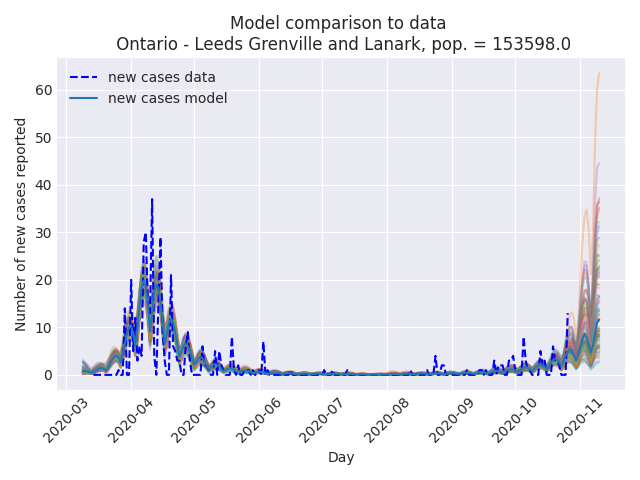 Model comparison to data
Ontario - Leeds Grenville and Lanark, pop. = 153598.0
new cases data
new cases model
Number of new cases reported
60
50
40
30
20
10
0
2020-03
2020-04
2020-05
2020-06
2020-07
2020-08
2020-09
2020-10
2020-11
Day